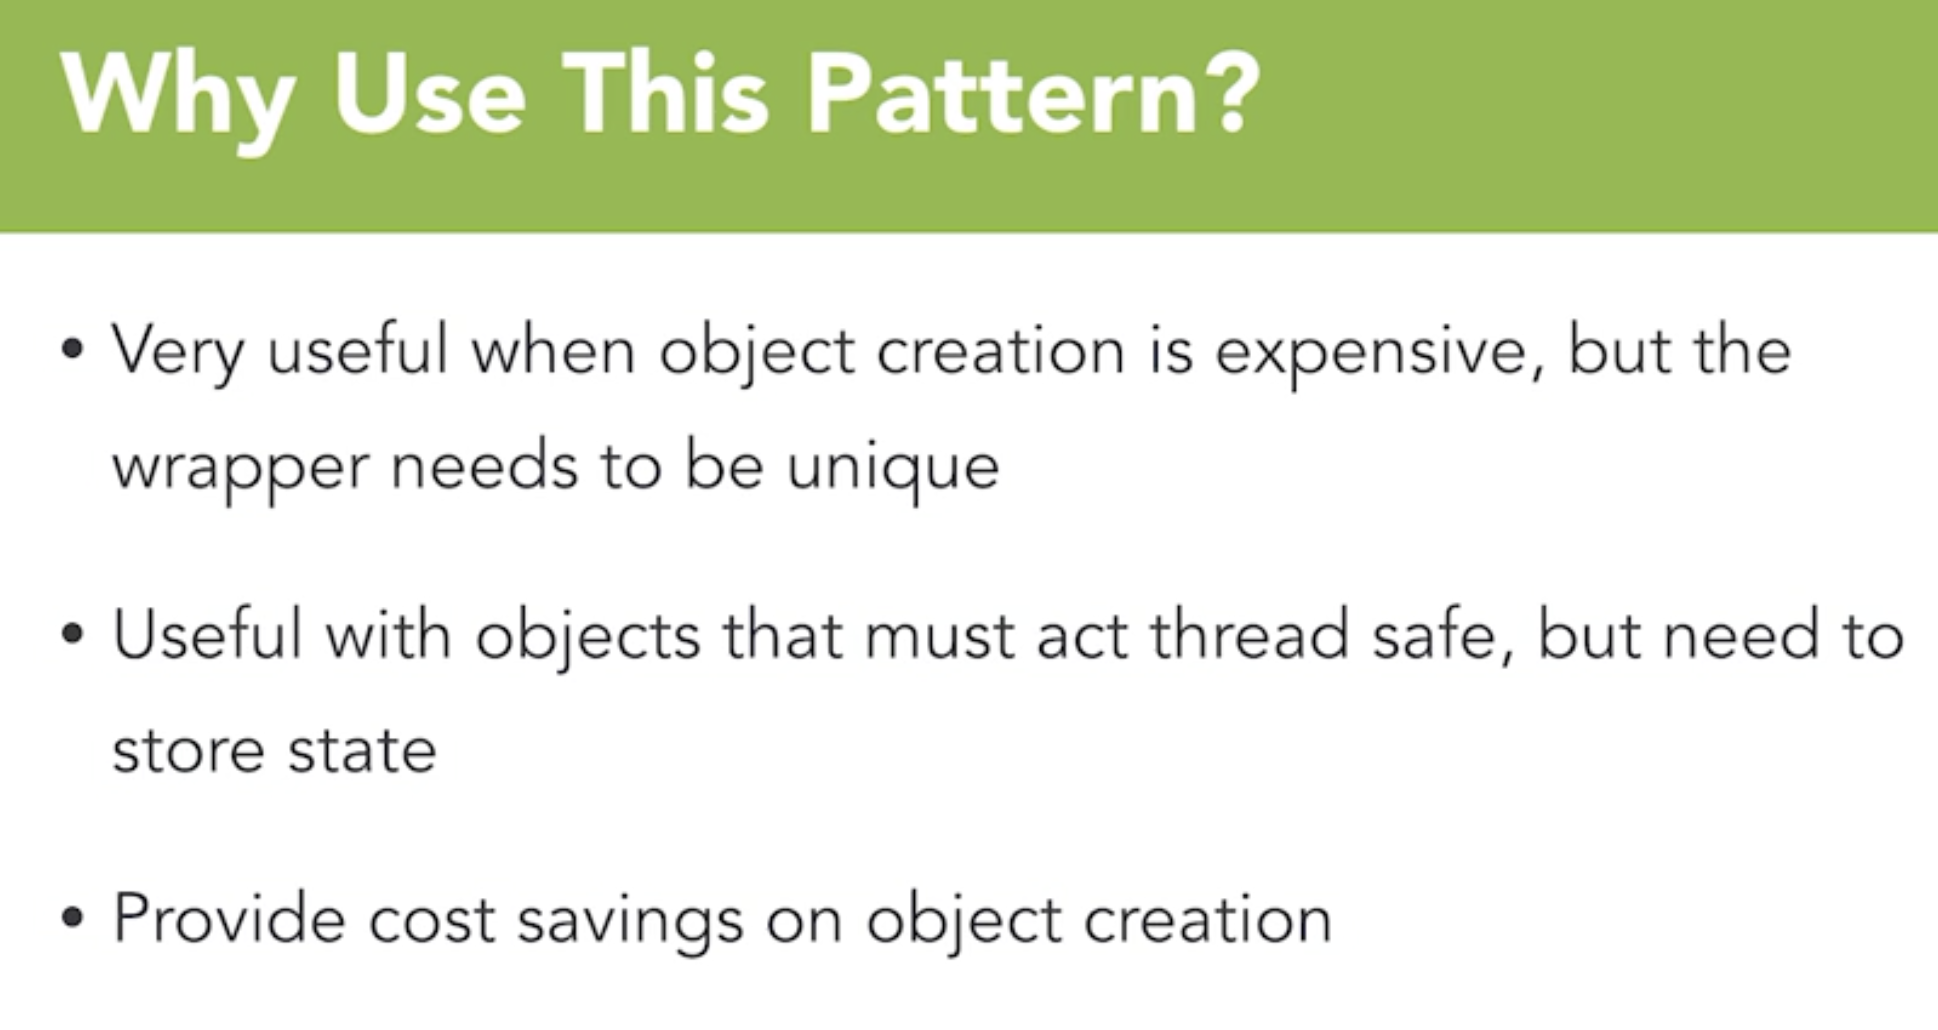 Why Use This Pattern?
• Very useful when object creation is expensive, but the
wrapper needs to be unique
• Useful with objects that must act thread safe, but need to
store state
• Provide cost savings on object creation